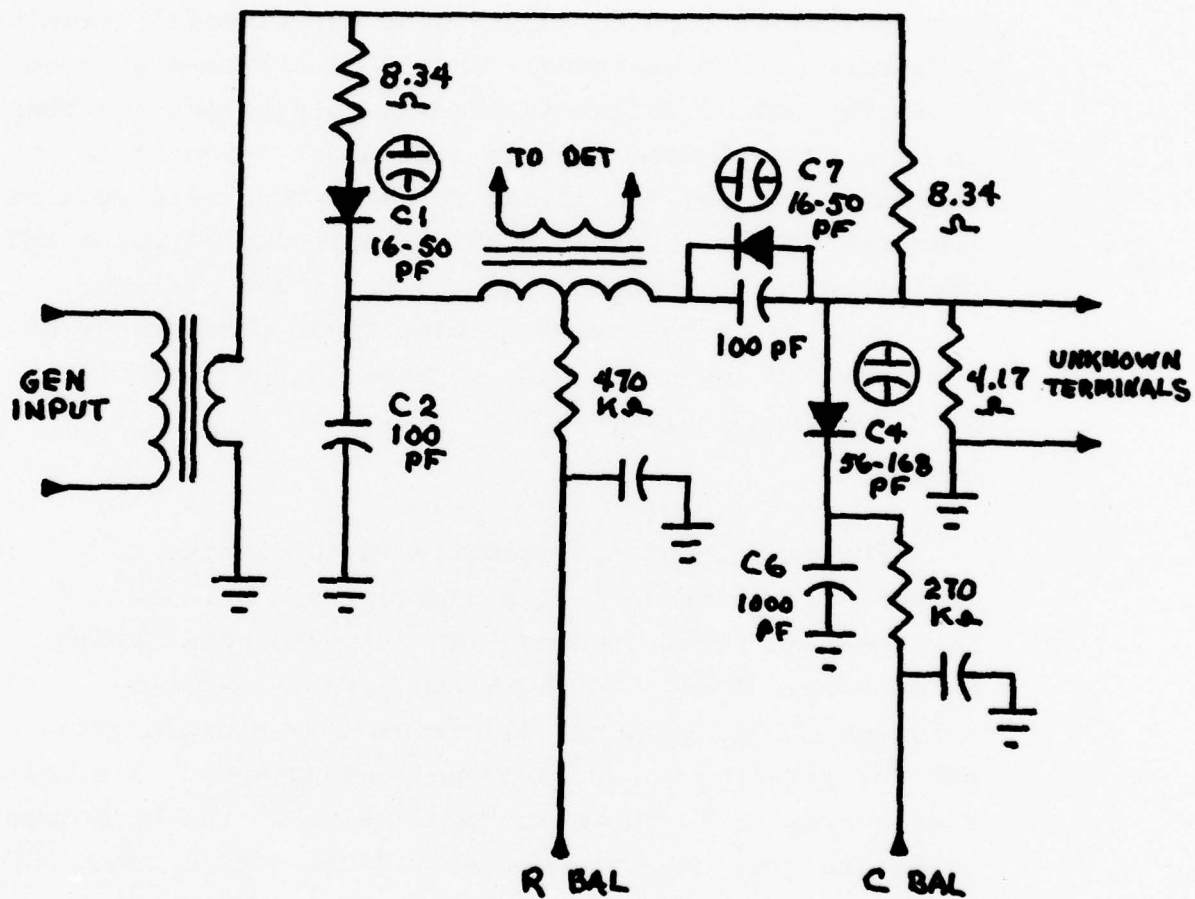 8.34
Ω
C1
16-50
PF
TO DET
C7
16-50
PF
8.34
Ω
100 PF
GEN
INPUT
C2
100
PF
470
KΩ
C4
56-168
PF
4.17
Ω
UNKNOWN
TERMINALS
C6
1000
PF
270
KΩ
R BAL
C BAL